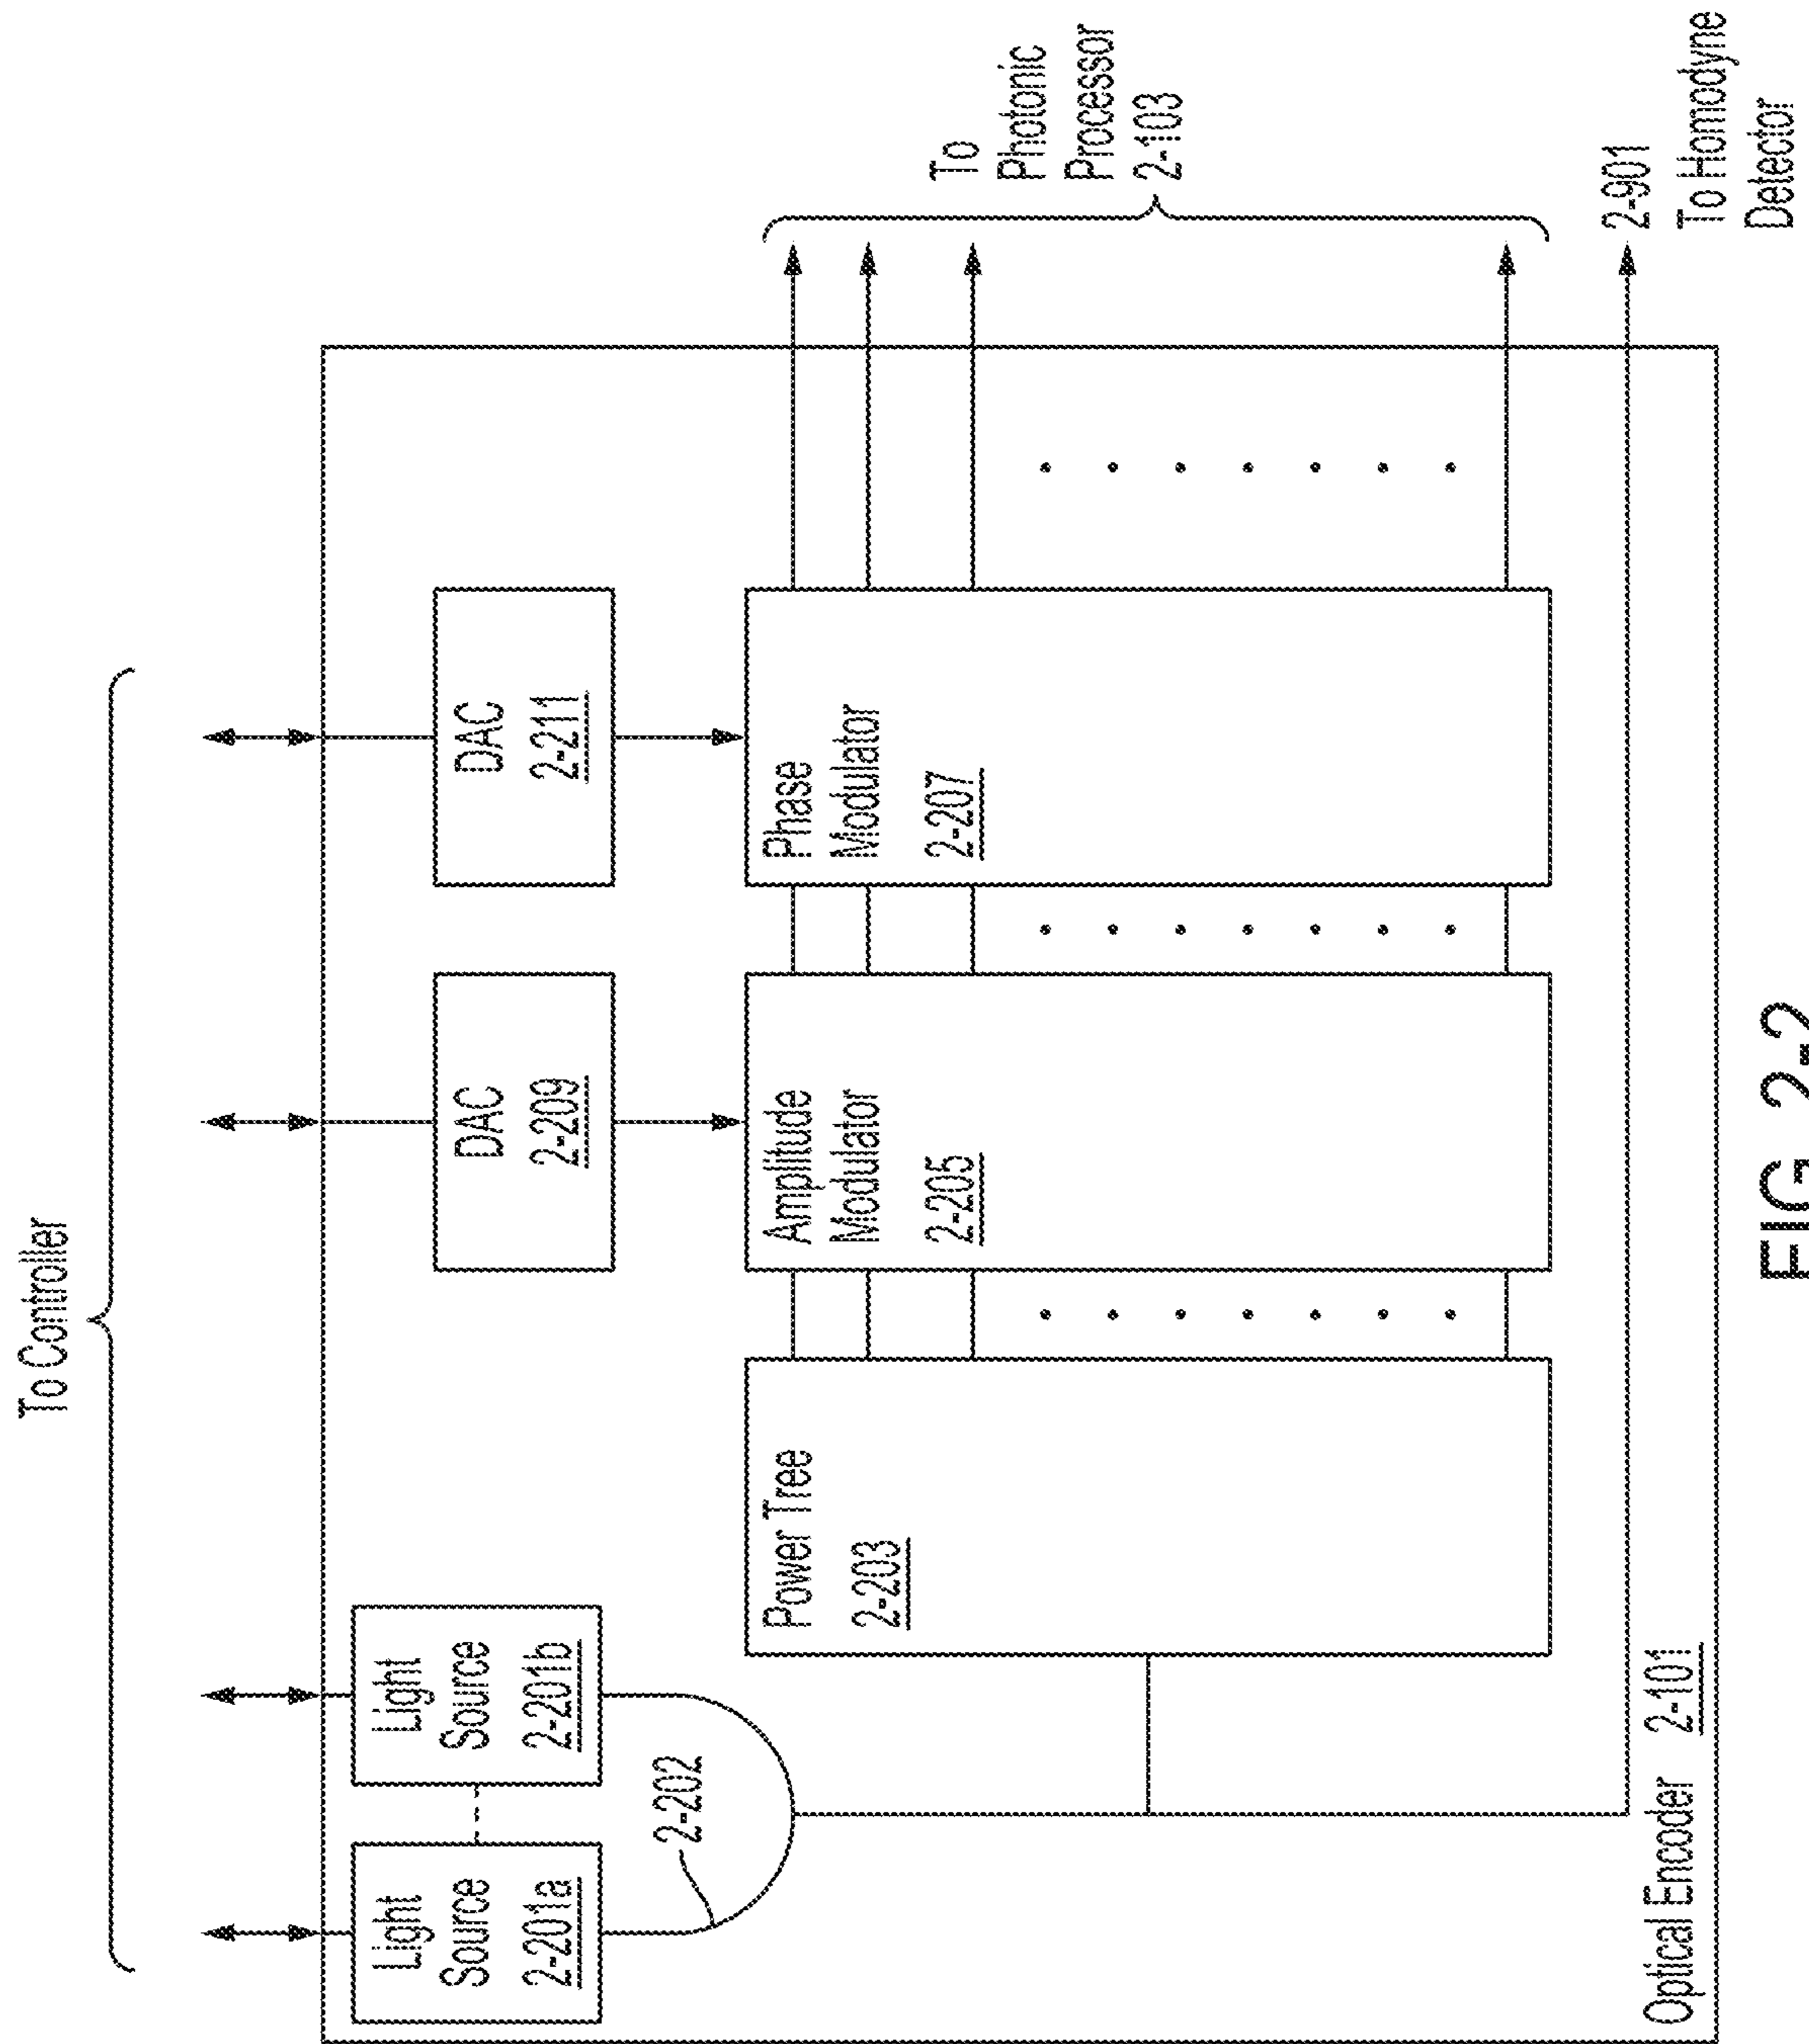 To Controller
Light
Source
2-201a
Light
Source
2-201b
2-202
DAC
2-209
DAC
2-211
Power Tree
2-203
Amplitude
Modulator
2-205
Phase
Modulator
2-207
To
Photonic
Processor
2-103
2-901
To Homodyne
Detector
Optical Encoder 2-101
FIG. 2-2